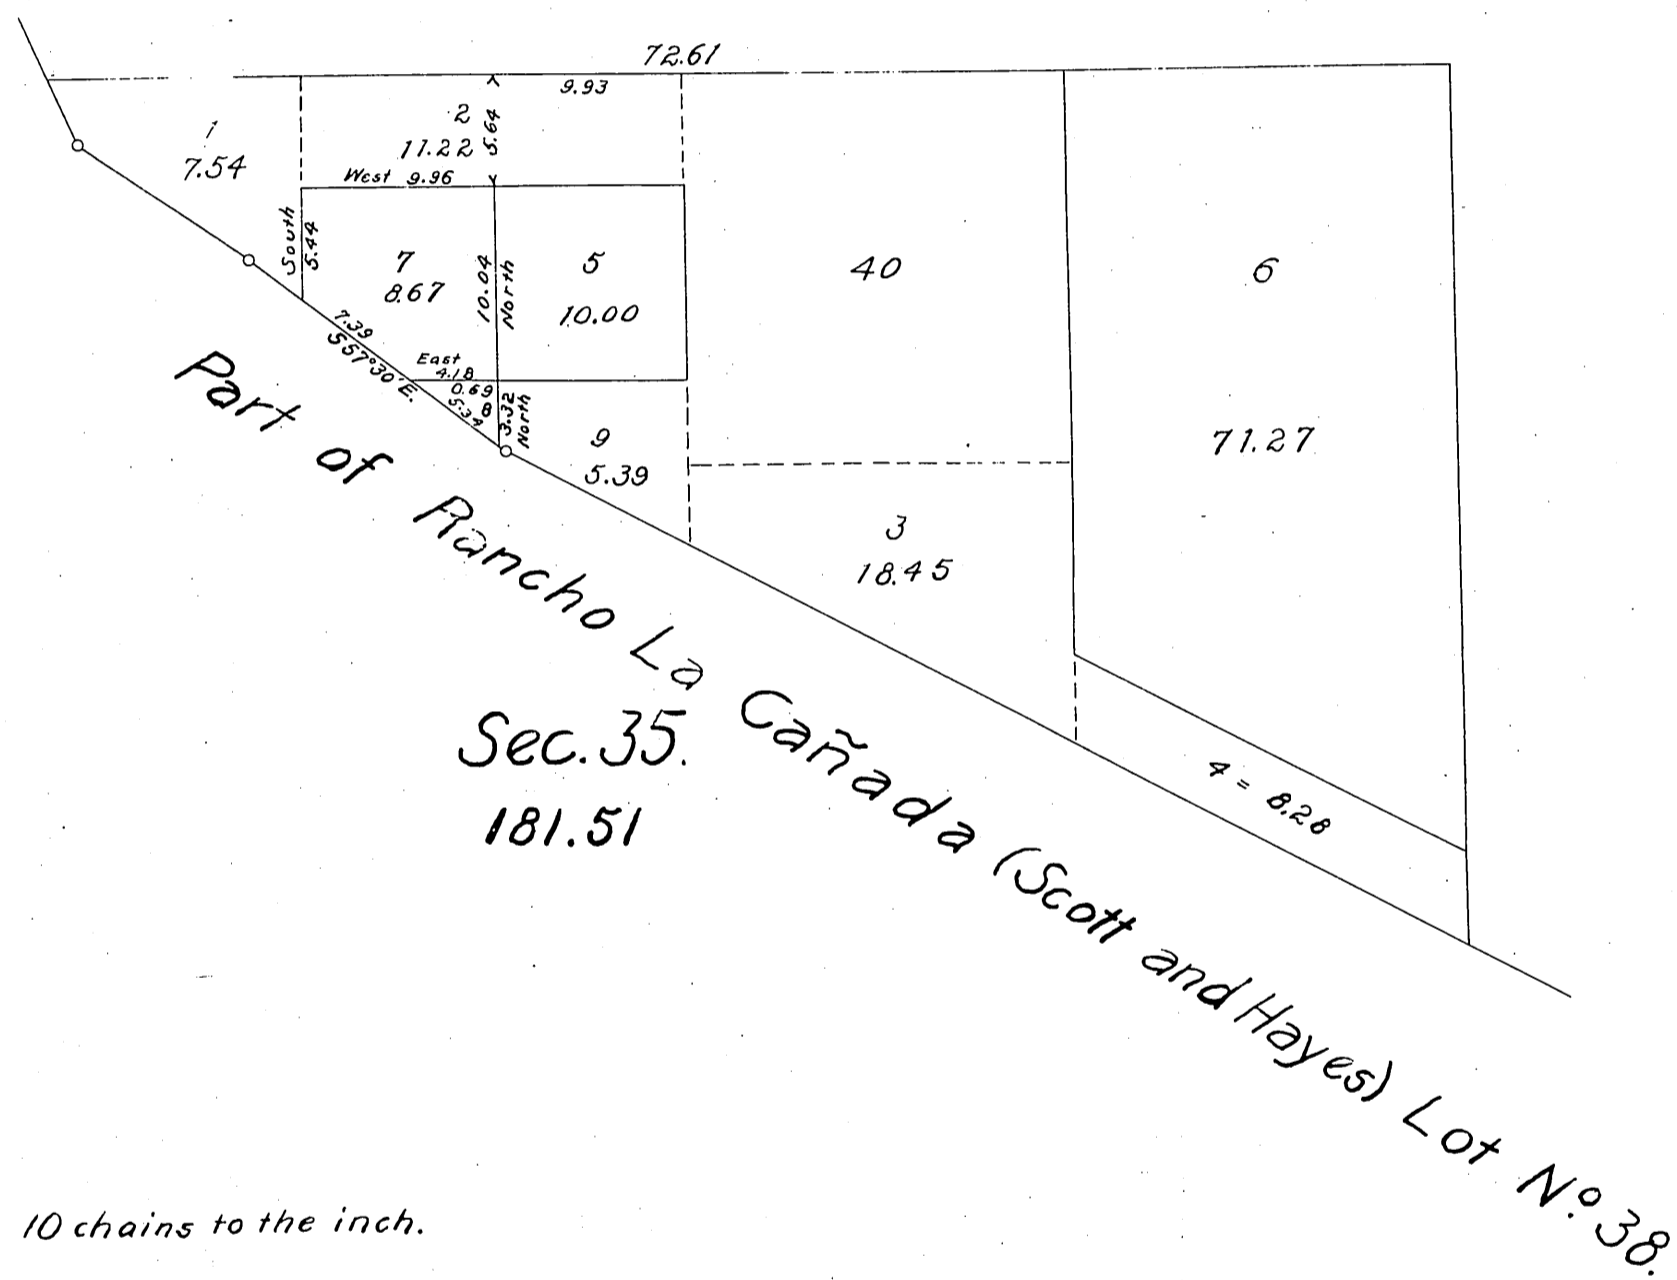 72.61
9.93
1
7.54
2
11.22
5.64
West 9.96
South
5.44
7
8.67
10.04
North
5
10.00
40
6
71.27
7.39
S 57° 30' E.
East
4.18
0.69
8
5.34
3.32
North
9
5.39
3
18.45
4 = 8.28
Part of Rancho La Cañada (Scott and Hayes) Lot No. 38.
Sec. 35.
181.51
10 chains to the inch.